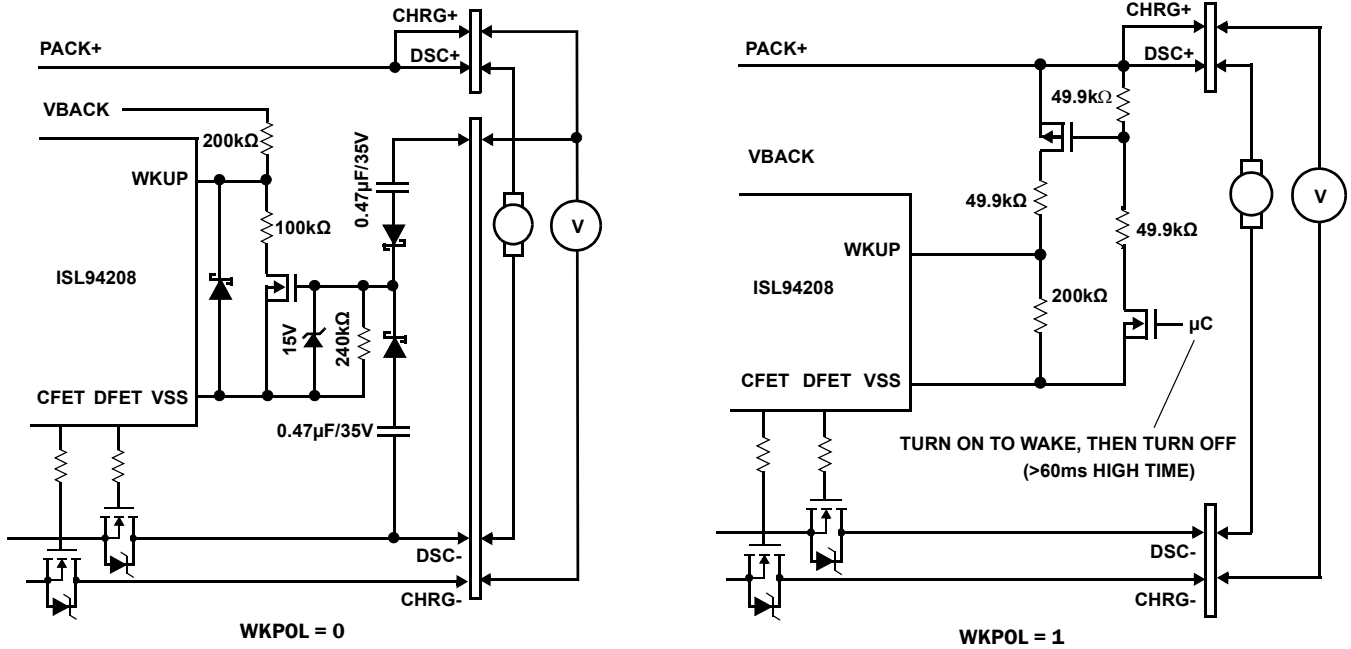 CHRG+
PACK+
DSC+
VBACK
200kΩ
WKUP
0.47µF/35V
100kΩ
V
ISL94208
15V
240kΩ
CFET DFET VSS
0.47µF/35V
DSC-
CHRG-
WKPOL = 0
CHRG+
PACK+
DSC+
49.9kΩ
VBACK
49.9kΩ
V
49.9kΩ
WKUP
ISL94208
200kΩ
µC
CFET DFET VSS
TURN ON TO WAKE, THEN TURN OFF
(>60ms HIGH TIME)
DSC-
CHRG-
WKPOL = 1